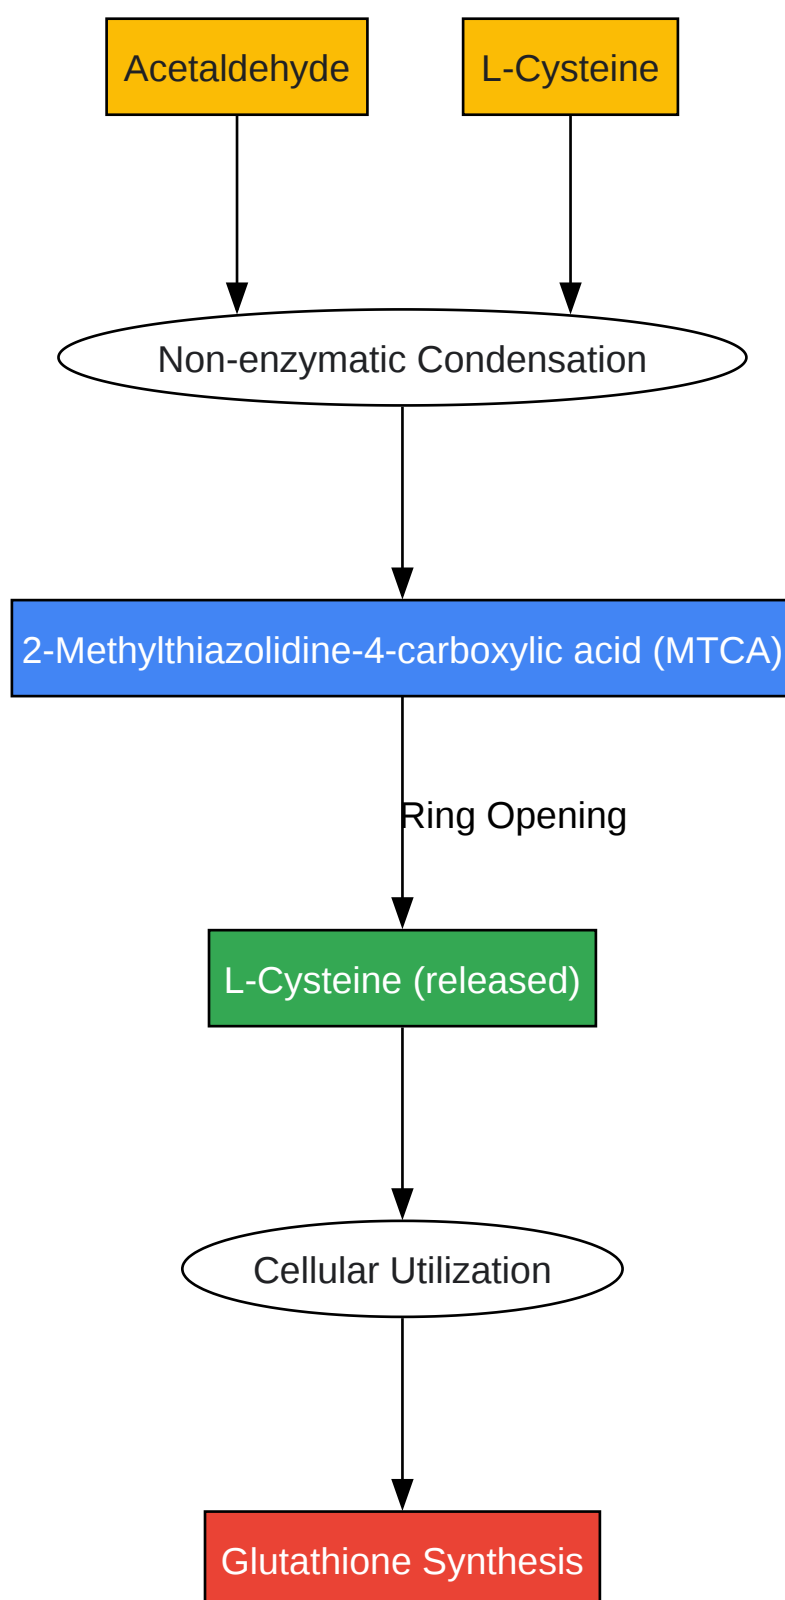 Acetaldehyde
L-Cysteine
Non-enzymatic Condensation
2-Methylthiazolidine-4-carboxylic acid (MTCA)
Ring Opening
L-Cysteine (released)
Cellular Utilization
Glutathione Synthesis